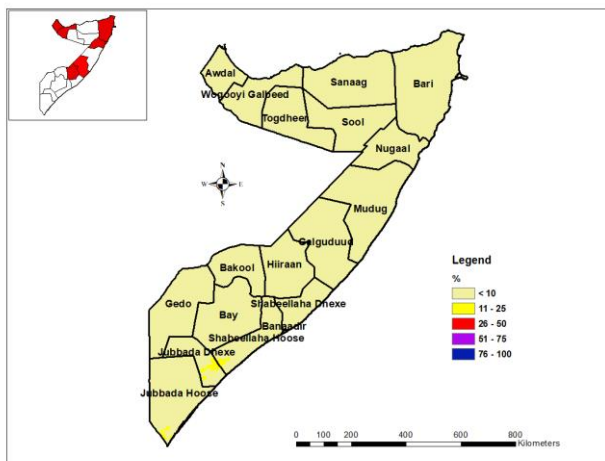 Awdal
Sanaag
Bari
Woqooyi Galbeed
Togdheer
Sool
Nugaal
N
W E
S
Mudug
Galguduud
Bakool
Hiiraan
Gedo
Shabeellaha Dhexe
Bay
Banaadir
Shabeellaha Hoose
Jubbada Dhexe
Jubbada Hoose
Legend
%
< 10
11 - 25
26 - 50
51 - 75
76 - 100
0 100 200 400 600 800
Kilometers